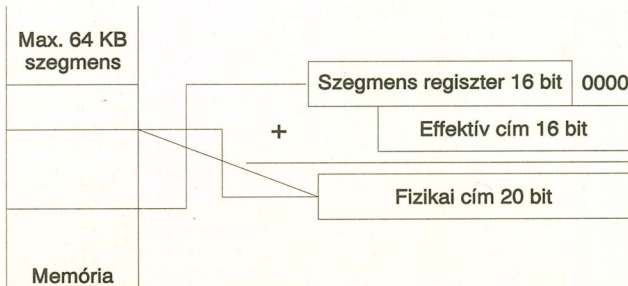 Max. 64 KB
szegmens
Szegmens regiszter 16 bit 0000
+
Effektív cím 16 bit
Fizikai cím 20 bit
Memória